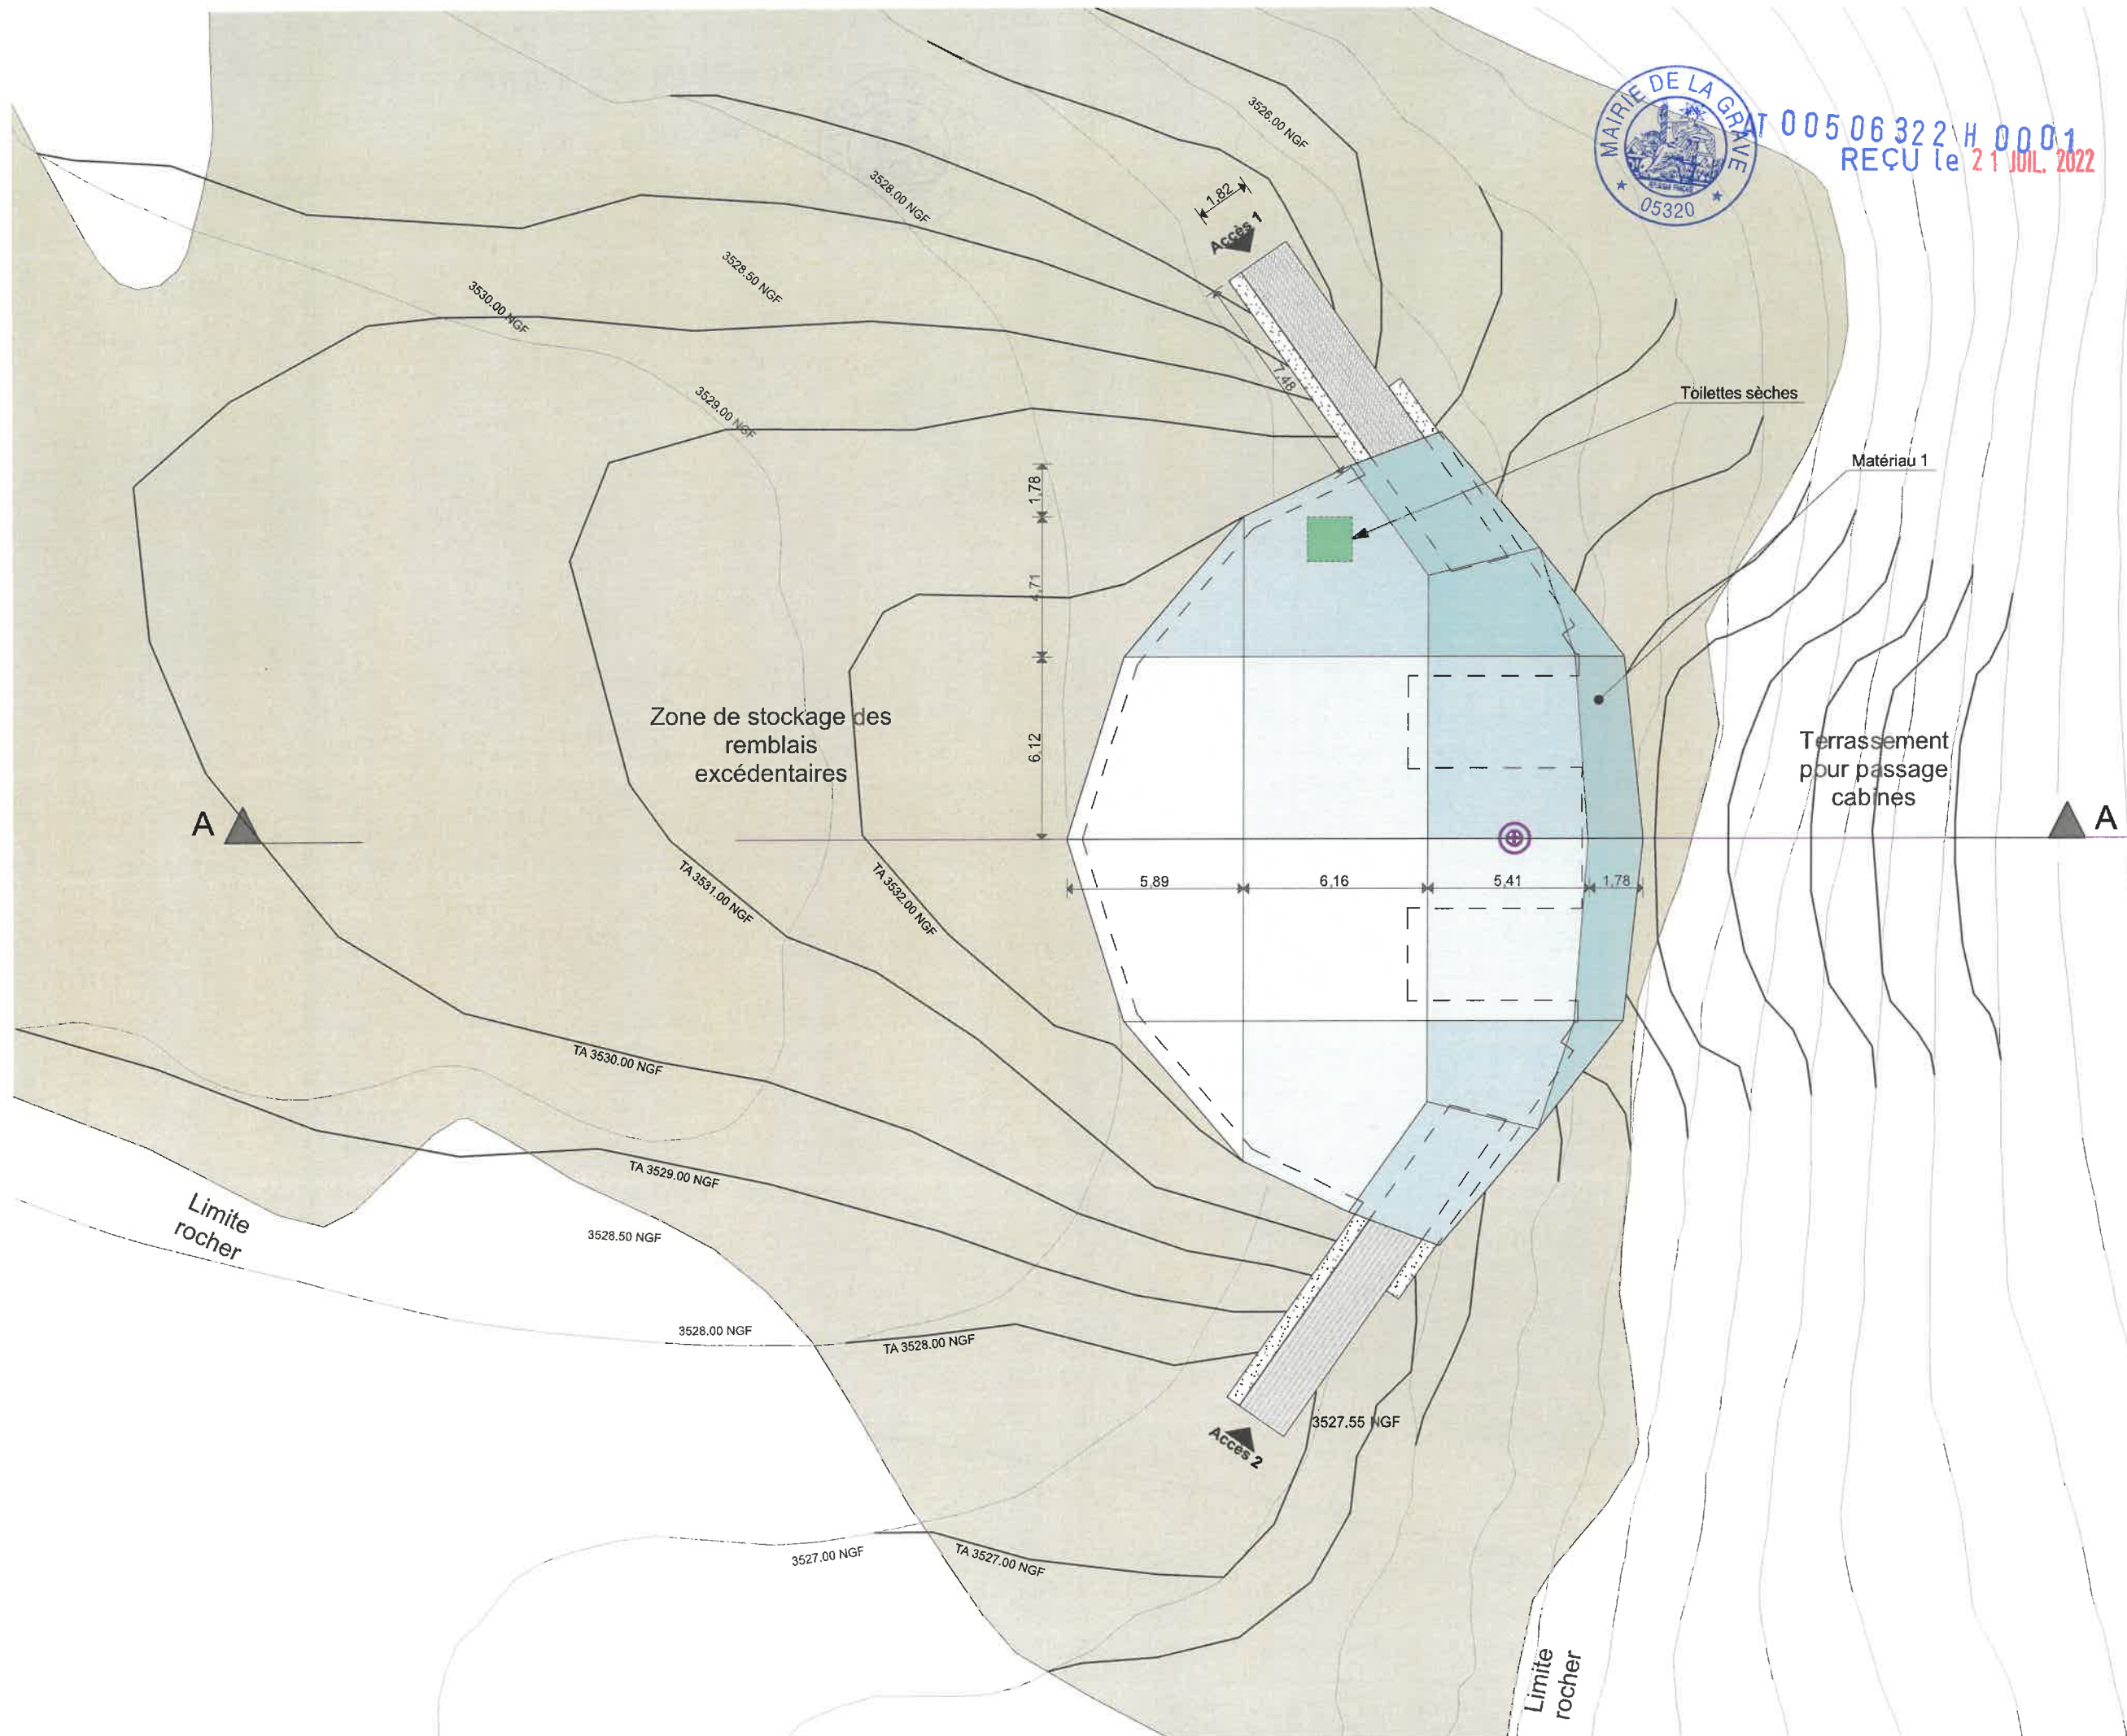 MAIRIE DE LA GRAVE
05320
AT 005 06 322 H 0001
REÇU le 21 JUIL. 2022
3526.00 NGF
1,82
Accès 1
3528.00 NGF
3528.50 NGF
3530.00 NGF
7,48
3529.00 NGF
Toilettes sèches
Matériau 1
1,78
4,71
6,12
Zone de stockage des
remblais
excédentaires
Terrassement
pour passage
cabines
A
A
5,89
6,16
5,41
1,78
TA 3531.00 NGF
TA 3532.00 NGF
TA 3530.00 NGF
TA 3529.00 NGF
Limite
rocher
3528.50 NGF
3528.00 NGF
TA 3528.00 NGF
3527.55 NGF
Accès 2
3527.00 NGF
TA 3527.00 NGF
Limite
rocher